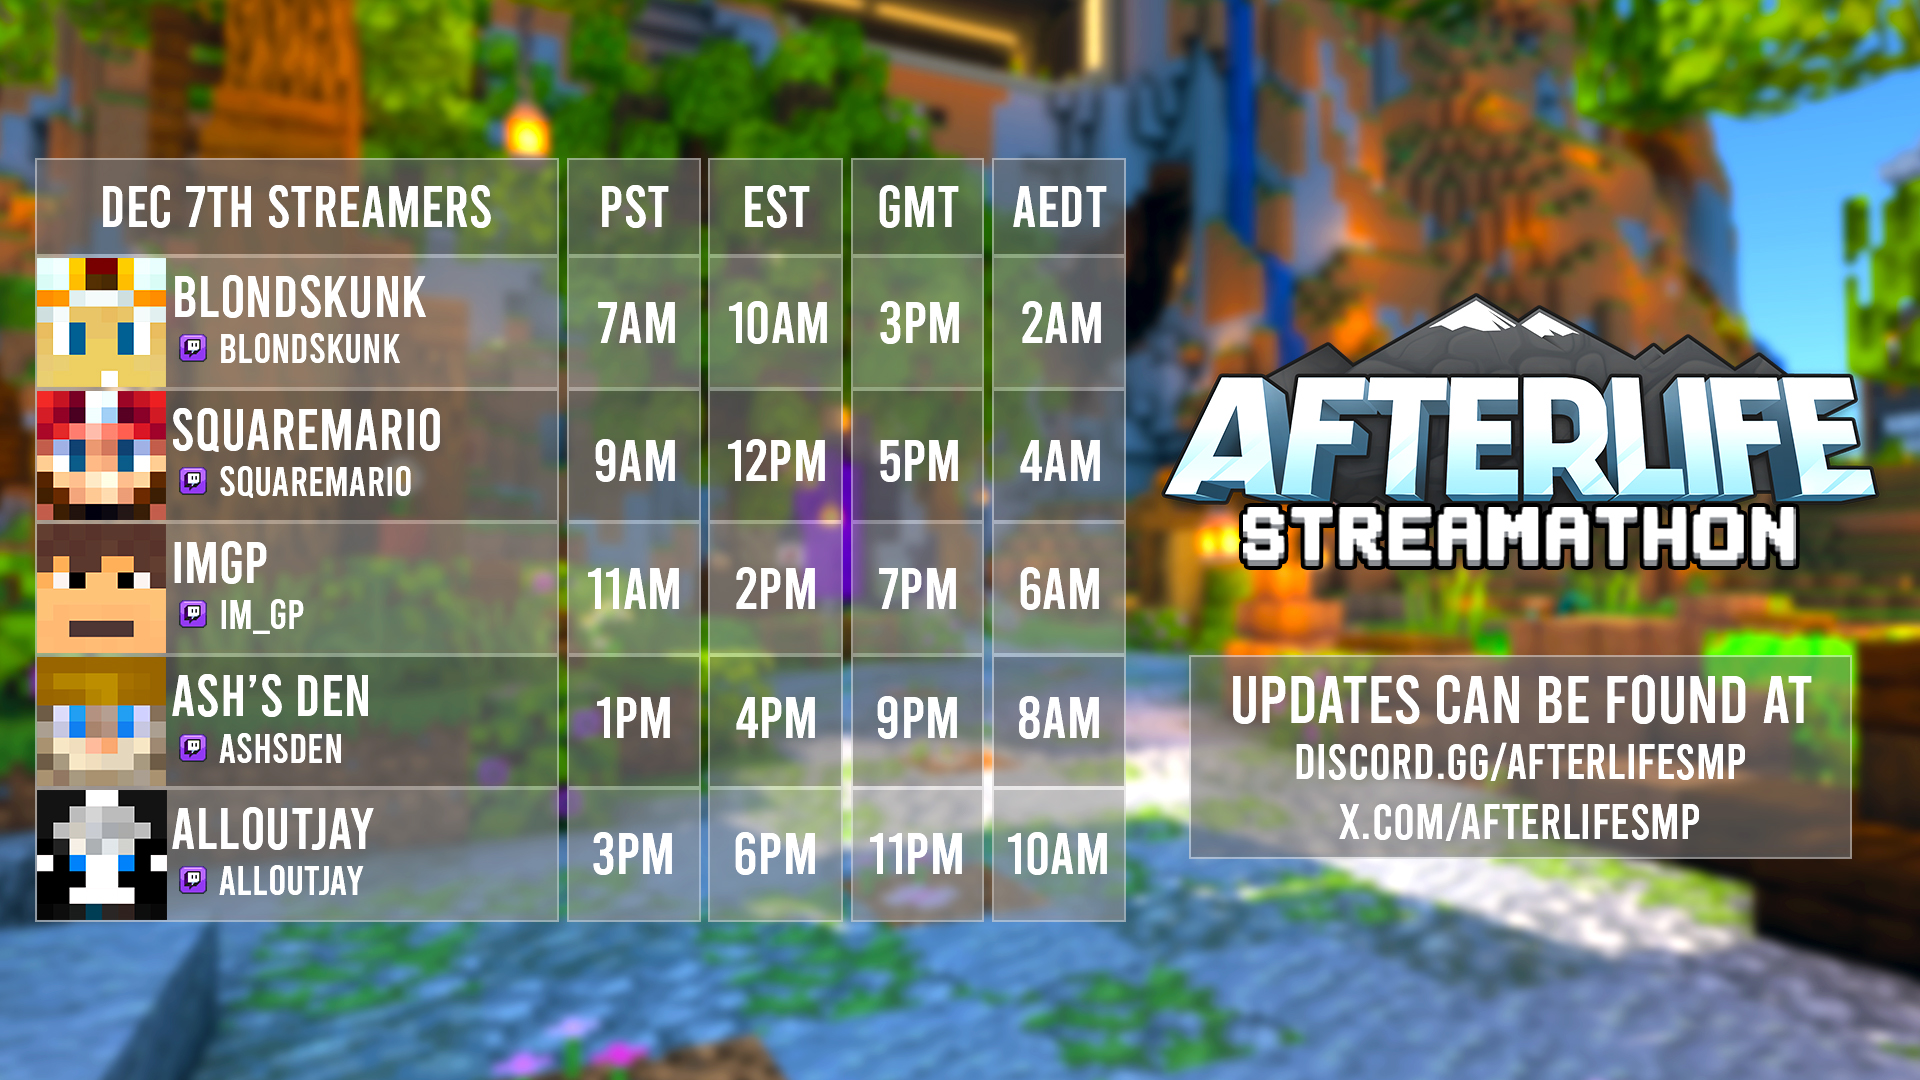 DEC 7TH STREAMERS PST EST GMT AEDT
BLONDSKUNK
BLONDSKUNK
7AM 10AM 3PM 2AM
SQUAREMARIO
SQUAREMARIO
9AM 12PM 5PM 4AM
IMGP
IM_GP
11AM 2PM 7PM 6AM
ASH'S DEN
ASHSDEN
1PM 4PM 9PM 8AM
ALLOUTJAY
ALLOUTJAY
3PM 6PM 11PM 10AM
AFTERLIFE
STREAMATHON
UPDATES CAN BE FOUND AT
DISCORD.GG/AFTERLIFESMP
X.COM/AFTERLIFESMP